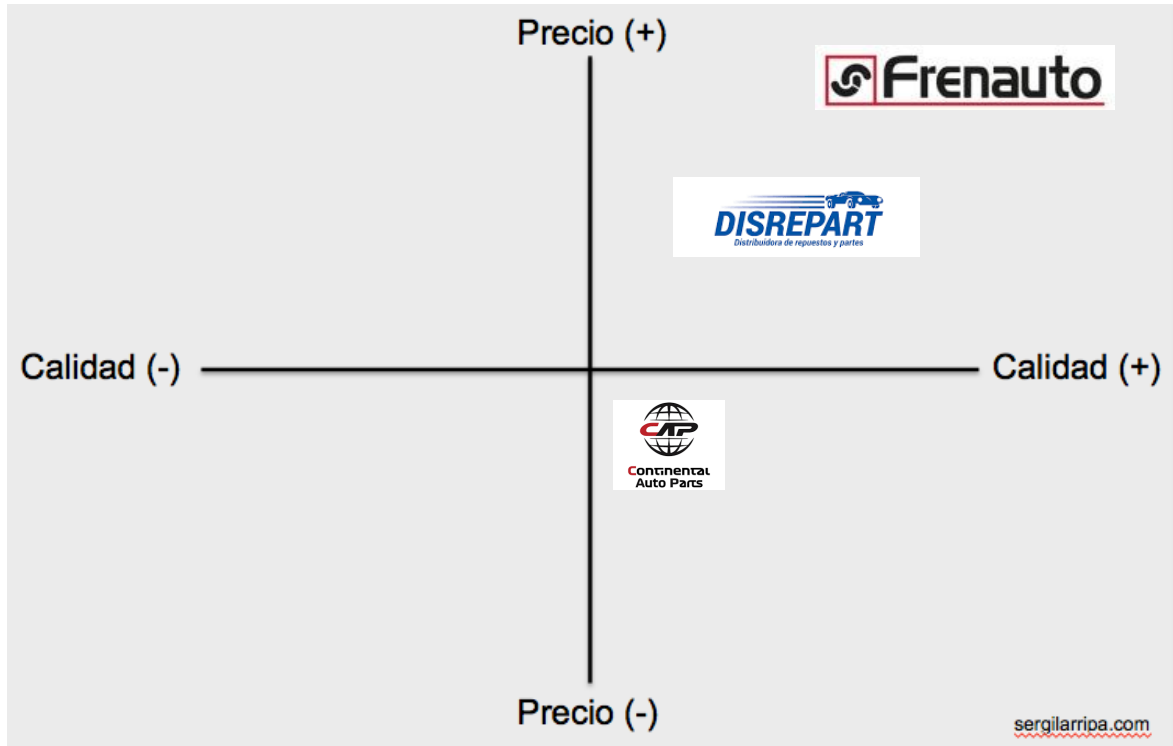 Precio (+)
Frenauto
DISREPART
Distribuidora de repuestos y partes
Calidad (-)
Calidad (+)
CAP
Continental
Auto Parts
Precio (-)
sergilarripa.com